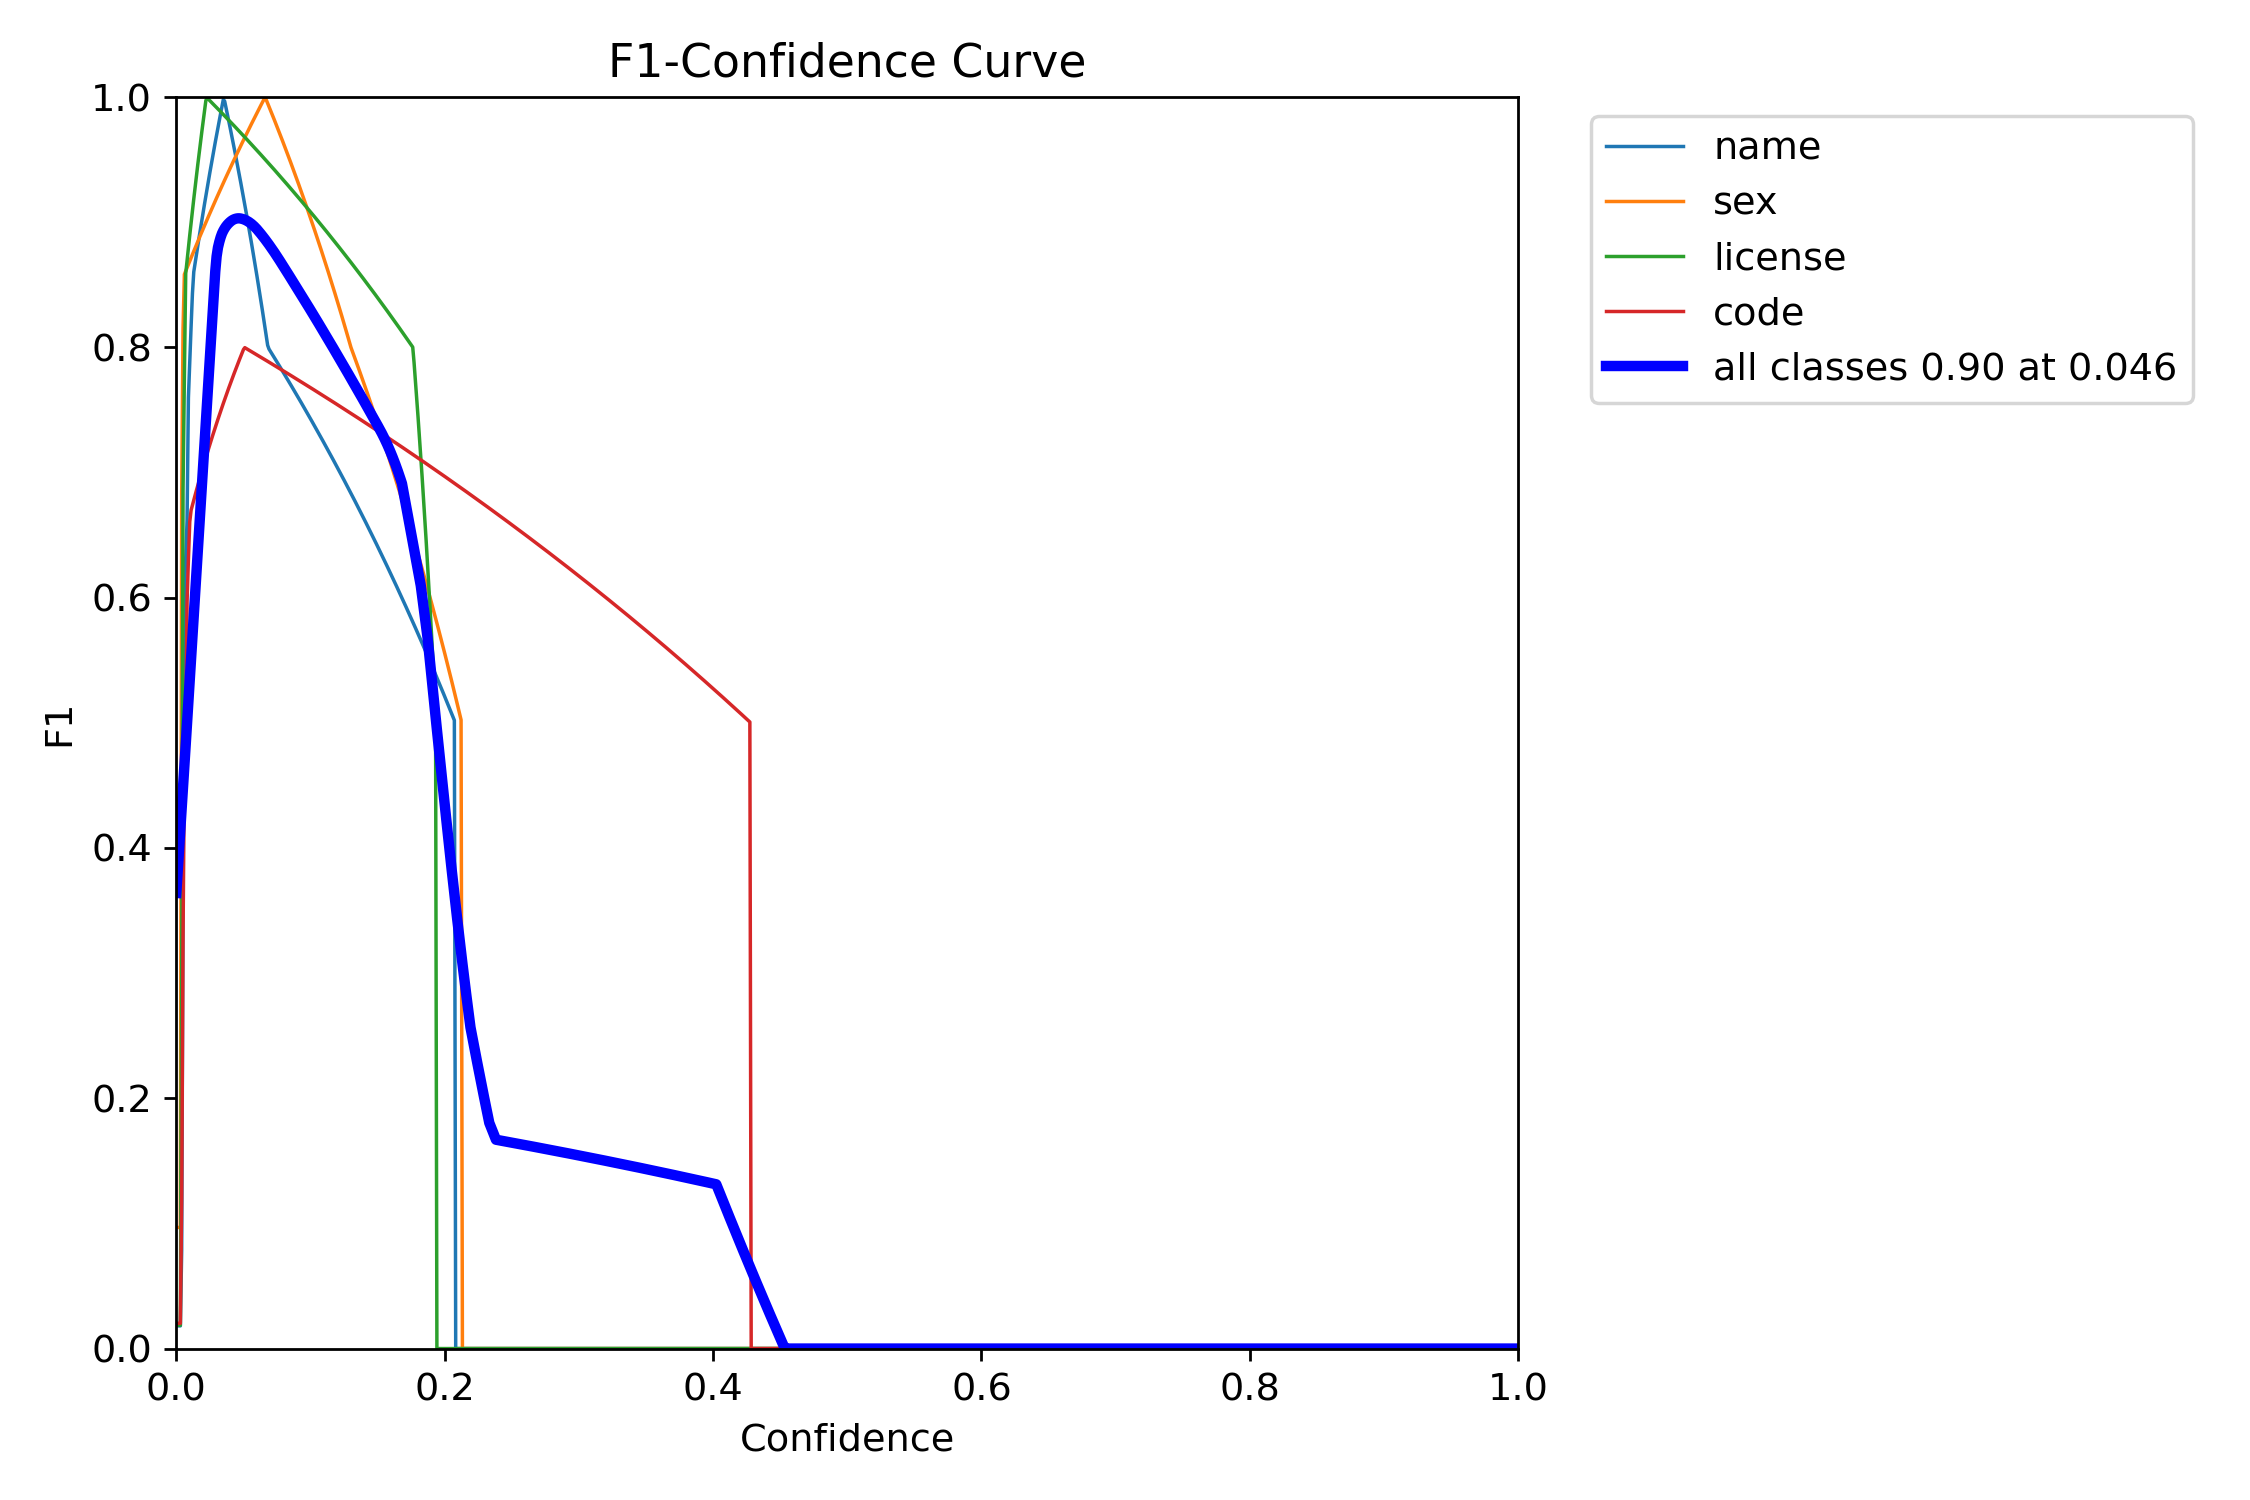 F1-Confidence Curve
1.0
0.8
0.6
0.4
0.2
0.0
F1
0.0 0.2 0.4 0.6 0.8 1.0
Confidence
name
sex
license
code
all classes 0.90 at 0.046